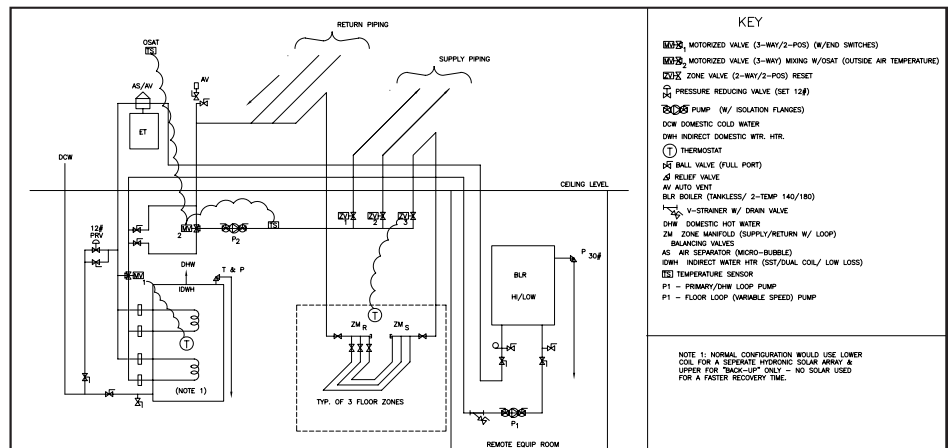 RETURN PIPING
SUPPLY PIPING
OSAT
TS
AS/AV
AV
ET
DCW
CEILING LEVEL
12#
PRV
MV
2
P2
TS
ZV
1
ZV
2
ZV
3
MV
1
DHW
T & P
IDWH
T
(NOTE 1)
T
ZM R
ZM S
TYP. OF 3 FLOOR ZONES
BLR
HI/LOW
P 30#
P1
REMOTE EQUIP ROOM
KEY
MV 1 MOTORIZED VALVE (3-WAY/2-POS) (W/END SWITCHES)
MV 2 MOTORIZED VALVE (3-WAY) MIXING W/OSAT (OUTSIDE AIR TEMPERATURE)
ZV ZONE VALVE (2-WAY/2-POS) RESET
PRESSURE REDUCING VALVE (SET 12#)
PUMP (W/ ISOLATION FLANGES)
DCW DOMESTIC COLD WATER
DWH INDIRECT DOMESTIC WTR. HTR.
T THERMOSTAT
BALL VALVE (FULL PORT)
RELIEF VALVE
AV AUTO VENT
BLR BOILER (TANKLESS/ 2-TEMP 140/180)
V-STRAINER W/ DRAIN VALVE
DHW DOMESTIC HOT WATER
ZM ZONE MANIFOLD (SUPPLY/RETURN W/ LOOP)
BALANCING VALVES
AS AIR SEPARATOR (MICRO-BUBBLE)
IDWH INDIRECT WATER HTR (SST/DUAL COIL/ LOW LOSS)
TS TEMPERATURE SENSOR
P1 - PRIMARY/DHW LOOP PUMP
P1 - FLOOR LOOP (VARIABLE SPEED) PUMP
NOTE 1: NORMAL CONFIGURATION WOULD USE LOWER
COIL FOR A SEPERATE HYDRONIC SOLAR ARRAY &
UPPER FOR "BACK-UP" ONLY - NO SOLAR USED
FOR A FASTER RECOVERY TIME.